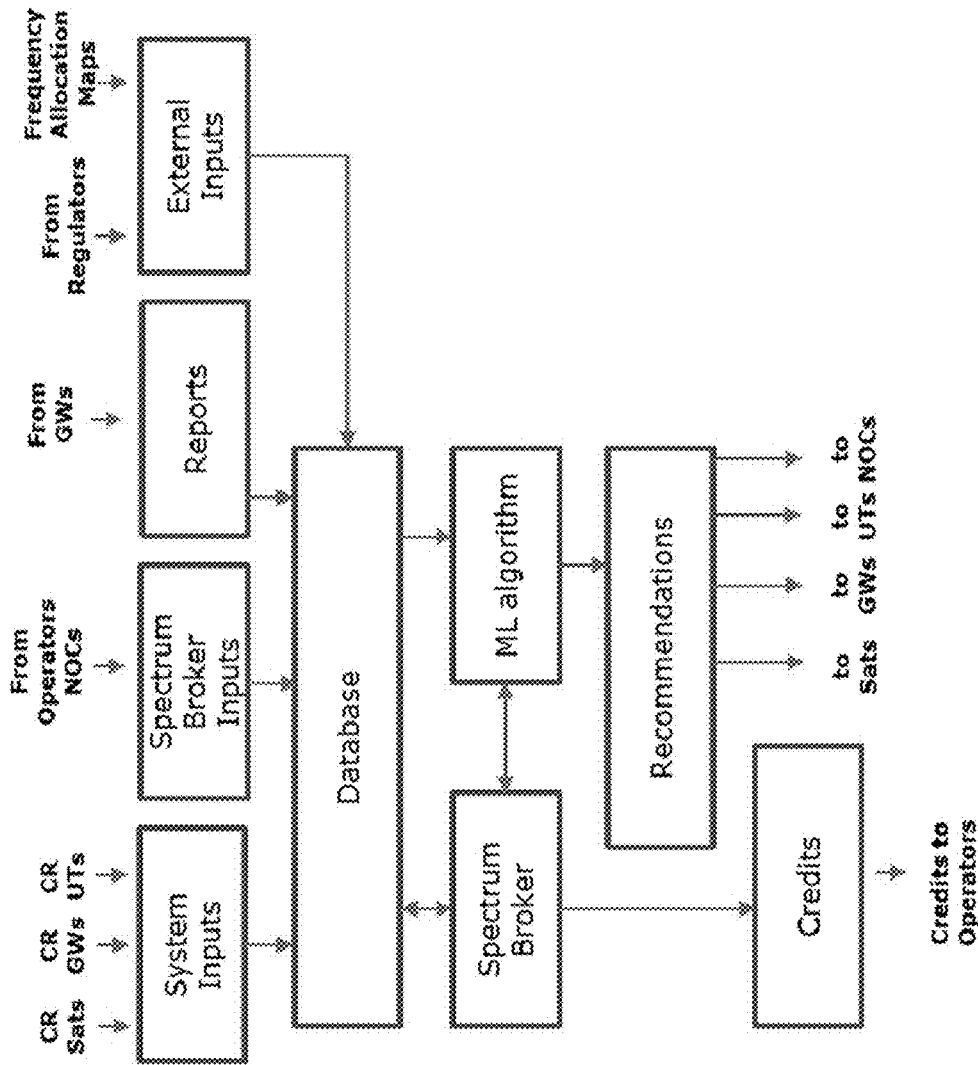 CR
Sats
CR
GWs
CR
UTs
From
Operators
NOCs
From
GWs
From
Regulators
Frequency
Allocation
Maps
System
Inputs
Spectrum
Broker
Inputs
Reports
External
Inputs
Database
Spectrum
Broker
ML algorithm
Credits
Recommendations
Credits to
Operators
to
Sats
to
GWs
to
UTs
to
NOCs